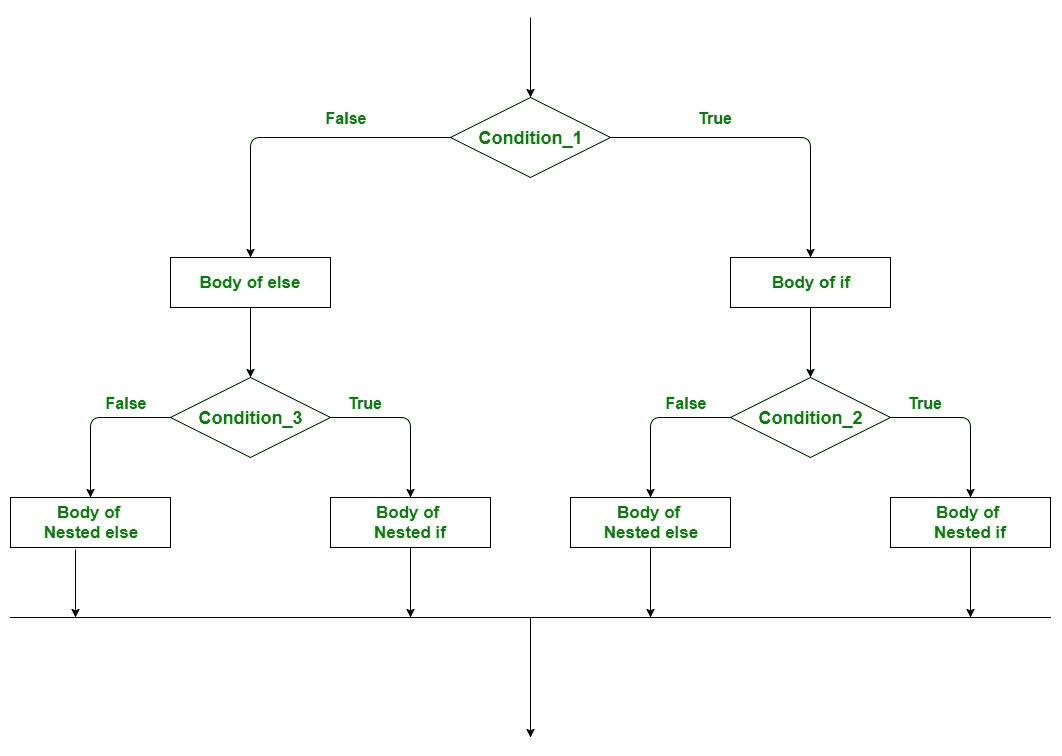 False
True
Condition_1
Body of else
Body of if
False
True
False
True
Condition_3
Condition_2
Body of
Nested else
Body of
Nested if
Body of
Nested else
Body of
Nested if